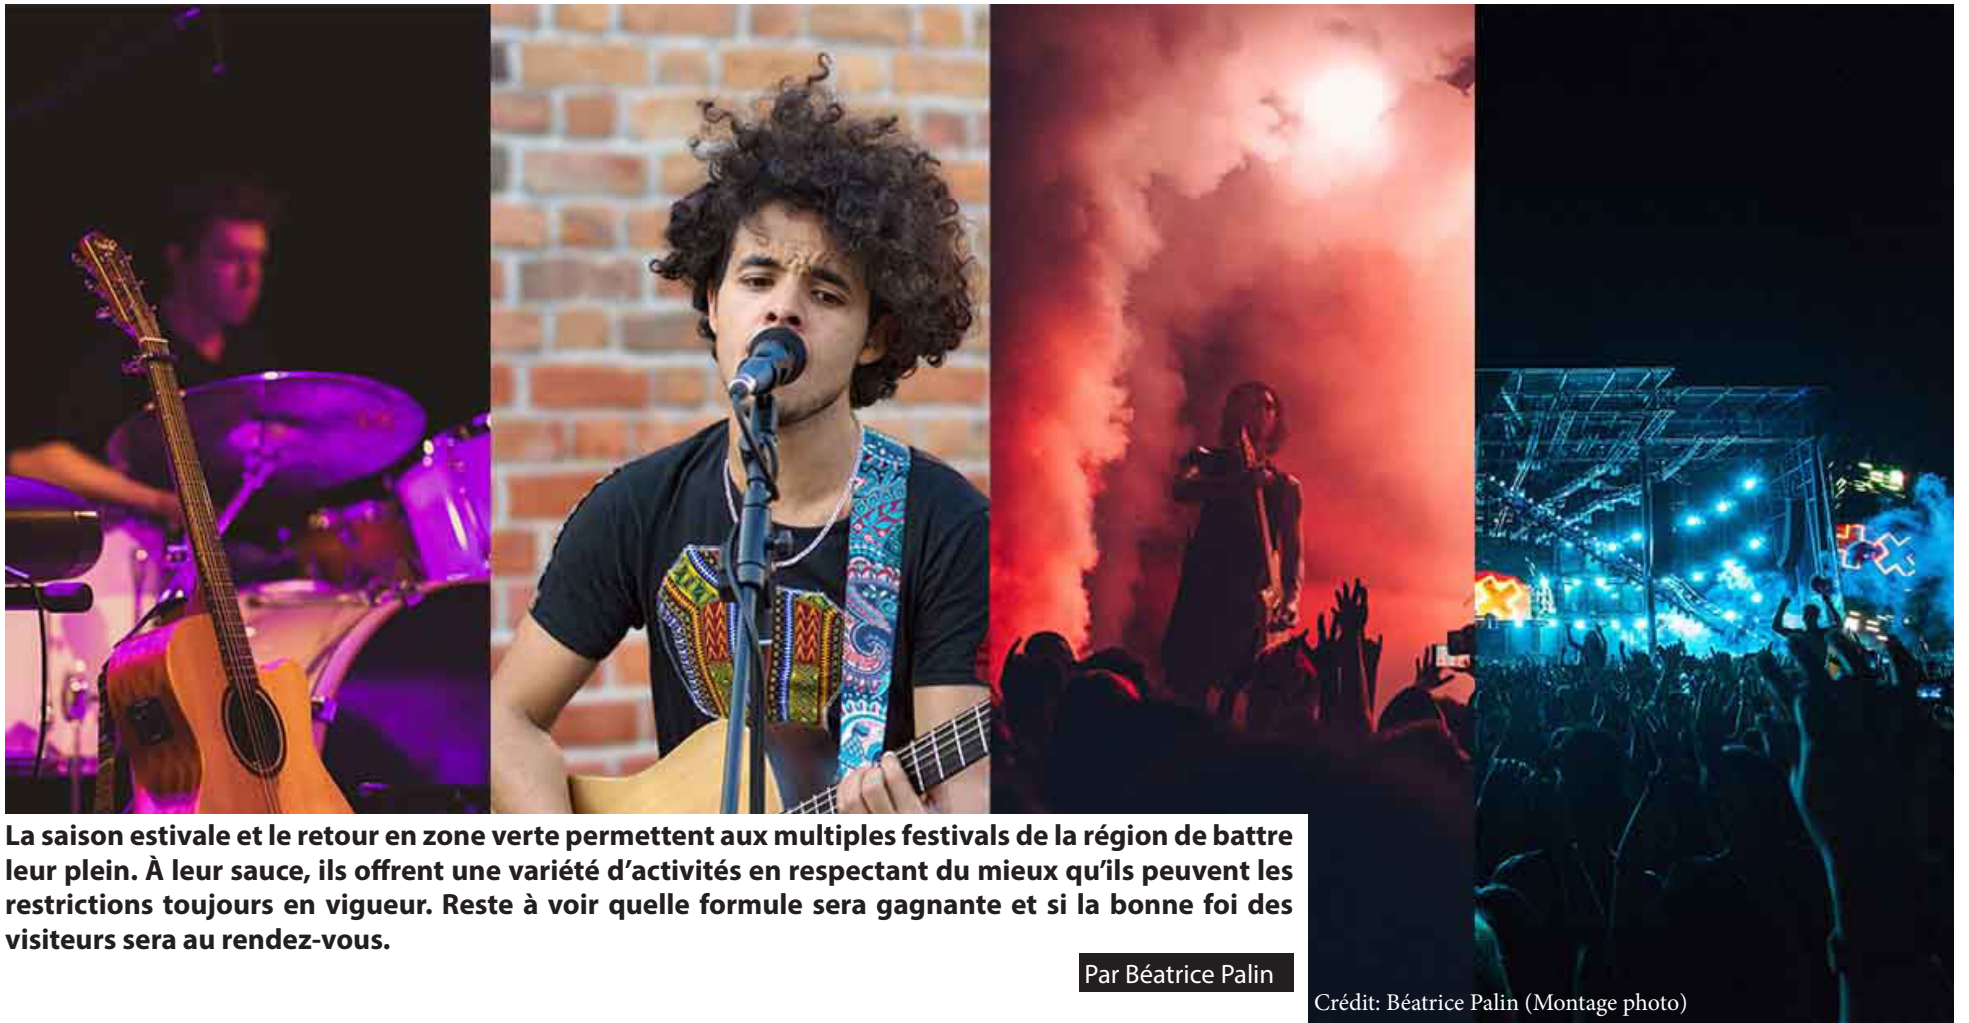 La saison estivale et le retour en zone verte permettent aux multiples festivals de la région de battre
leur plein. À leur sauce, ils offrent une variété d’activités en respectant du mieux qu’ils peuvent les
restrictions toujours en vigueur. Reste à voir quelle formule sera gagnante et si la bonne foi des
visiteurs sera au rendez-vous.
Par Béatrice Palin
Crédit: Béatrice Palin (Montage photo)